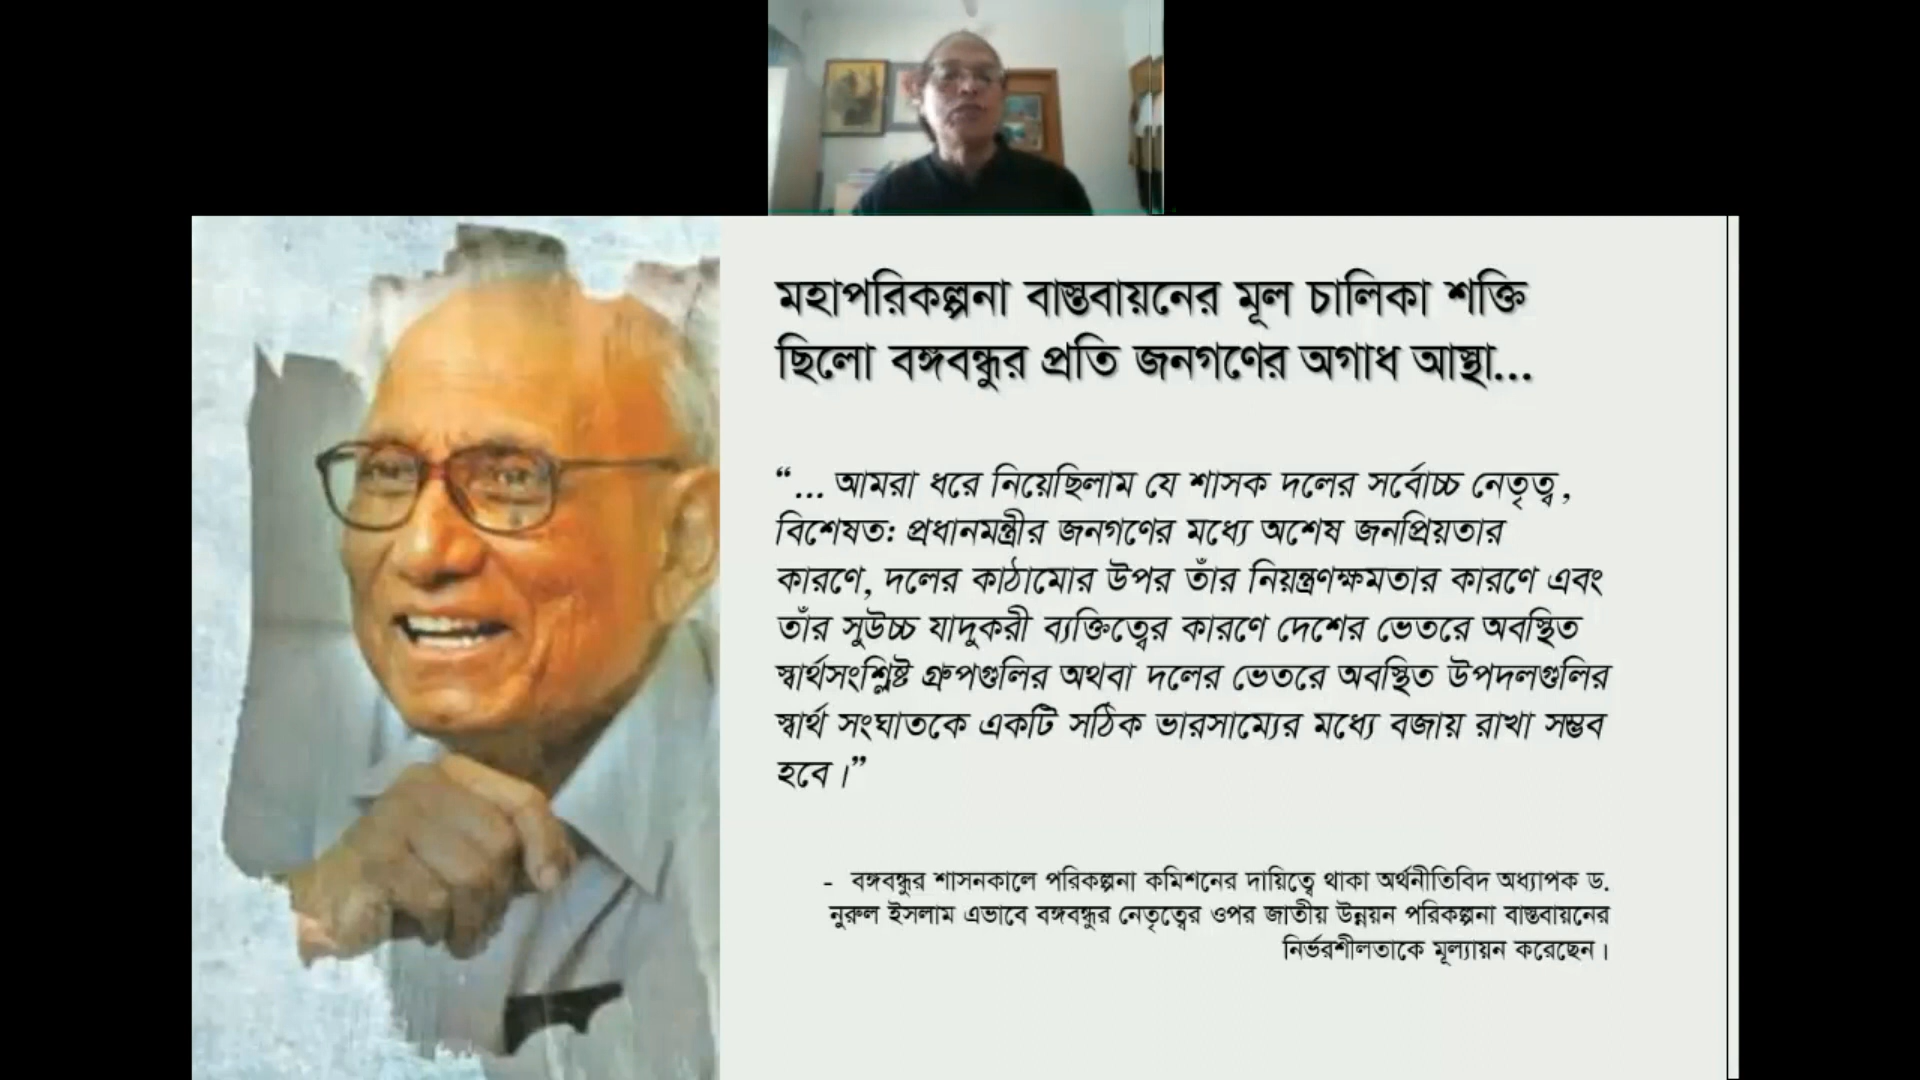 মহাপরিকল্পনা বাস্তবায়নের মূল চালিকা শক্তি
ছিলো বঙ্গবন্ধুর প্রতি জনগণের অগাধ আস্থা...
“... আমরা ধরে নিয়েছিলাম যে শাসক দলের সর্বোচ্চ নেতৃত্ব,
বিশেষত: প্রধানমন্ত্রীর জনগণের মধ্যে অশেষ জনপ্রিয়তার
কারণে, দলের কাঠামোর উপর তাঁর নিয়ন্ত্রণক্ষমতার কারণে এবং
তাঁর সুউচ্চ যাদুকরী ব্যক্তিত্বের কারণে দেশের ভেতরে অবস্থিত
স্বার্থসংশ্লিষ্ট গ্রুপগুলির অথবা দলের ভেতরে অবস্থিত উপদলগুলির
স্বার্থ সংঘাতকে একটি সঠিক ভারসাম্যের মধ্যে বজায় রাখা সম্ভব
হবে।”
- বঙ্গবন্ধুর শাসনকালে পরিকল্পনা কমিশনের দায়িত্বে থাকা অর্থনীতিবিদ অধ্যাপক ড.
নুরুল ইসলাম এভাবে বঙ্গবন্ধুর নেতৃত্বের ওপর জাতীয় উন্নয়ন পরিকল্পনা বাস্তবায়নের
নির্ভরশীলতাকে মূল্যায়ন করেছেন।